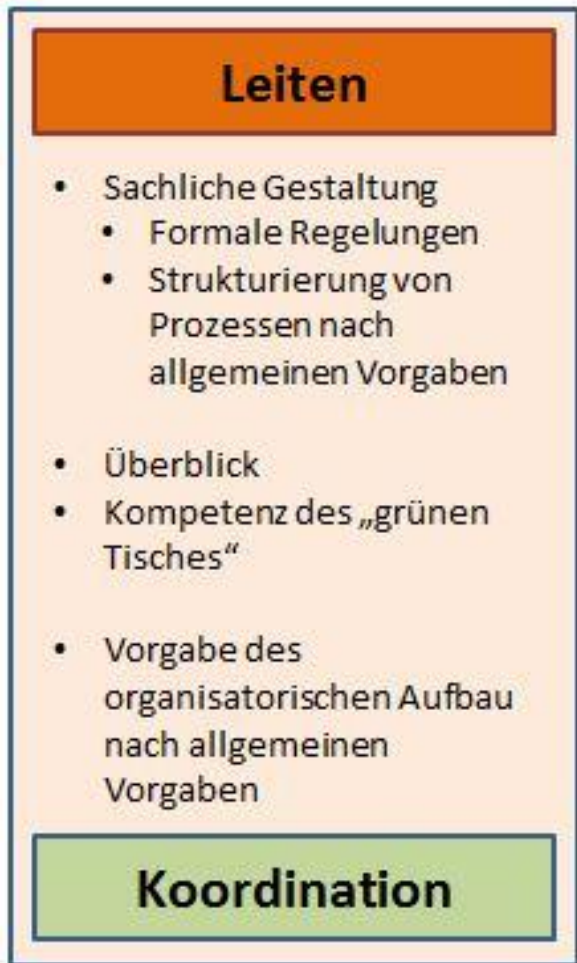 Leiten
• Sachliche Gestaltung
• Formale Regelungen
• Strukturierung von
Prozessen nach
allgemeinen Vorgaben
• Überblick
• Kompetenz des „grünen
Tisches“
• Vorgabe des
organisatorischen Aufbau
nach allgemeinen
Vorgaben
Koordination